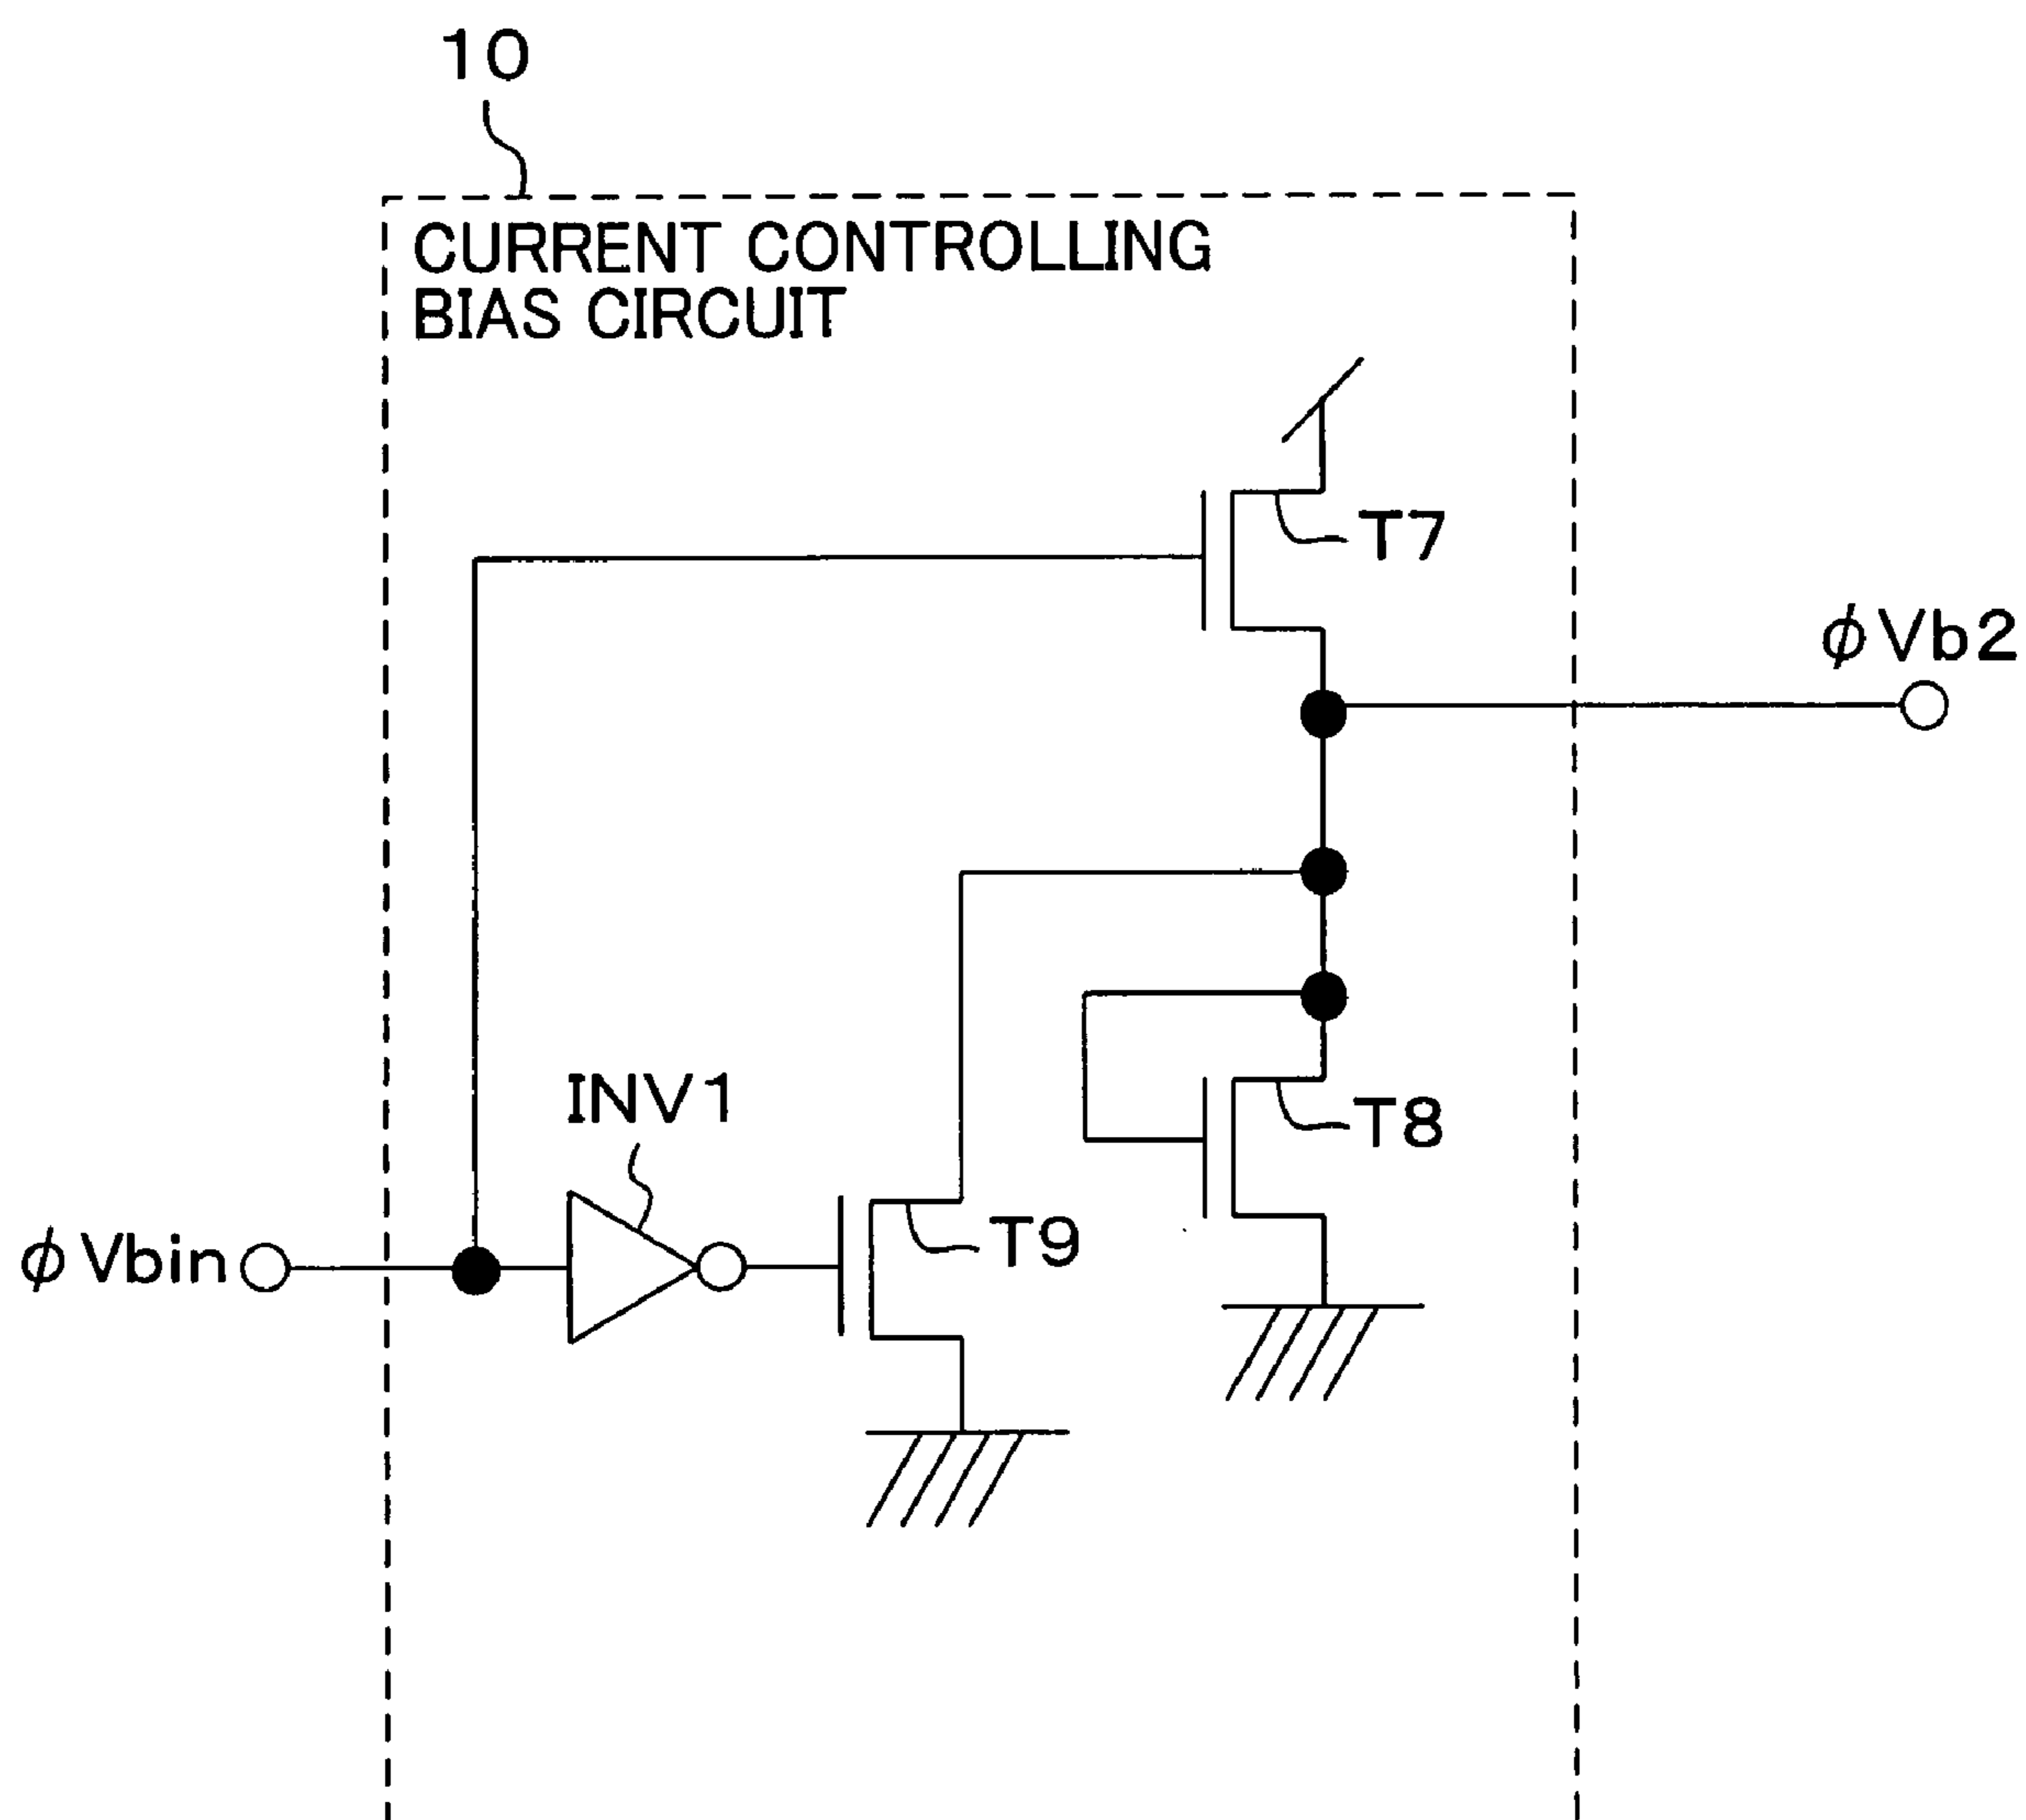 10
CURRENT CONTROLLING
BIAS CIRCUIT
T7
ϕVb2
INV1
T8
T9
ϕVbin